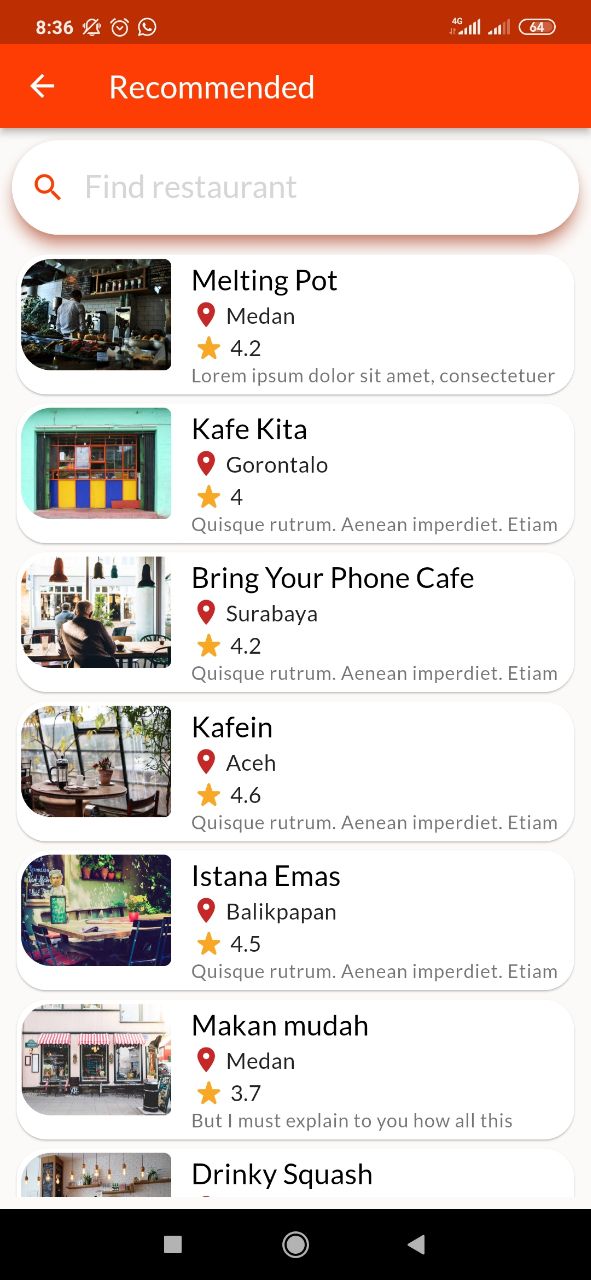 8:36
4G
64
Recommended
Find restaurant
Melting Pot
Medan
4.2
Lorem ipsum dolor sit amet, consectetuer
Kafe Kita
Gorontalo
4
Quisque rutrum. Aenean imperdiet. Etiam
Bring Your Phone Cafe
Surabaya
4.2
Quisque rutrum. Aenean imperdiet. Etiam
Kafein
Aceh
4.6
Quisque rutrum. Aenean imperdiet. Etiam
Istana Emas
Balikpapan
4.5
Quisque rutrum. Aenean imperdiet. Etiam
Makan mudah
Medan
3.7
But I must explain to you how all this
Drinky Squash